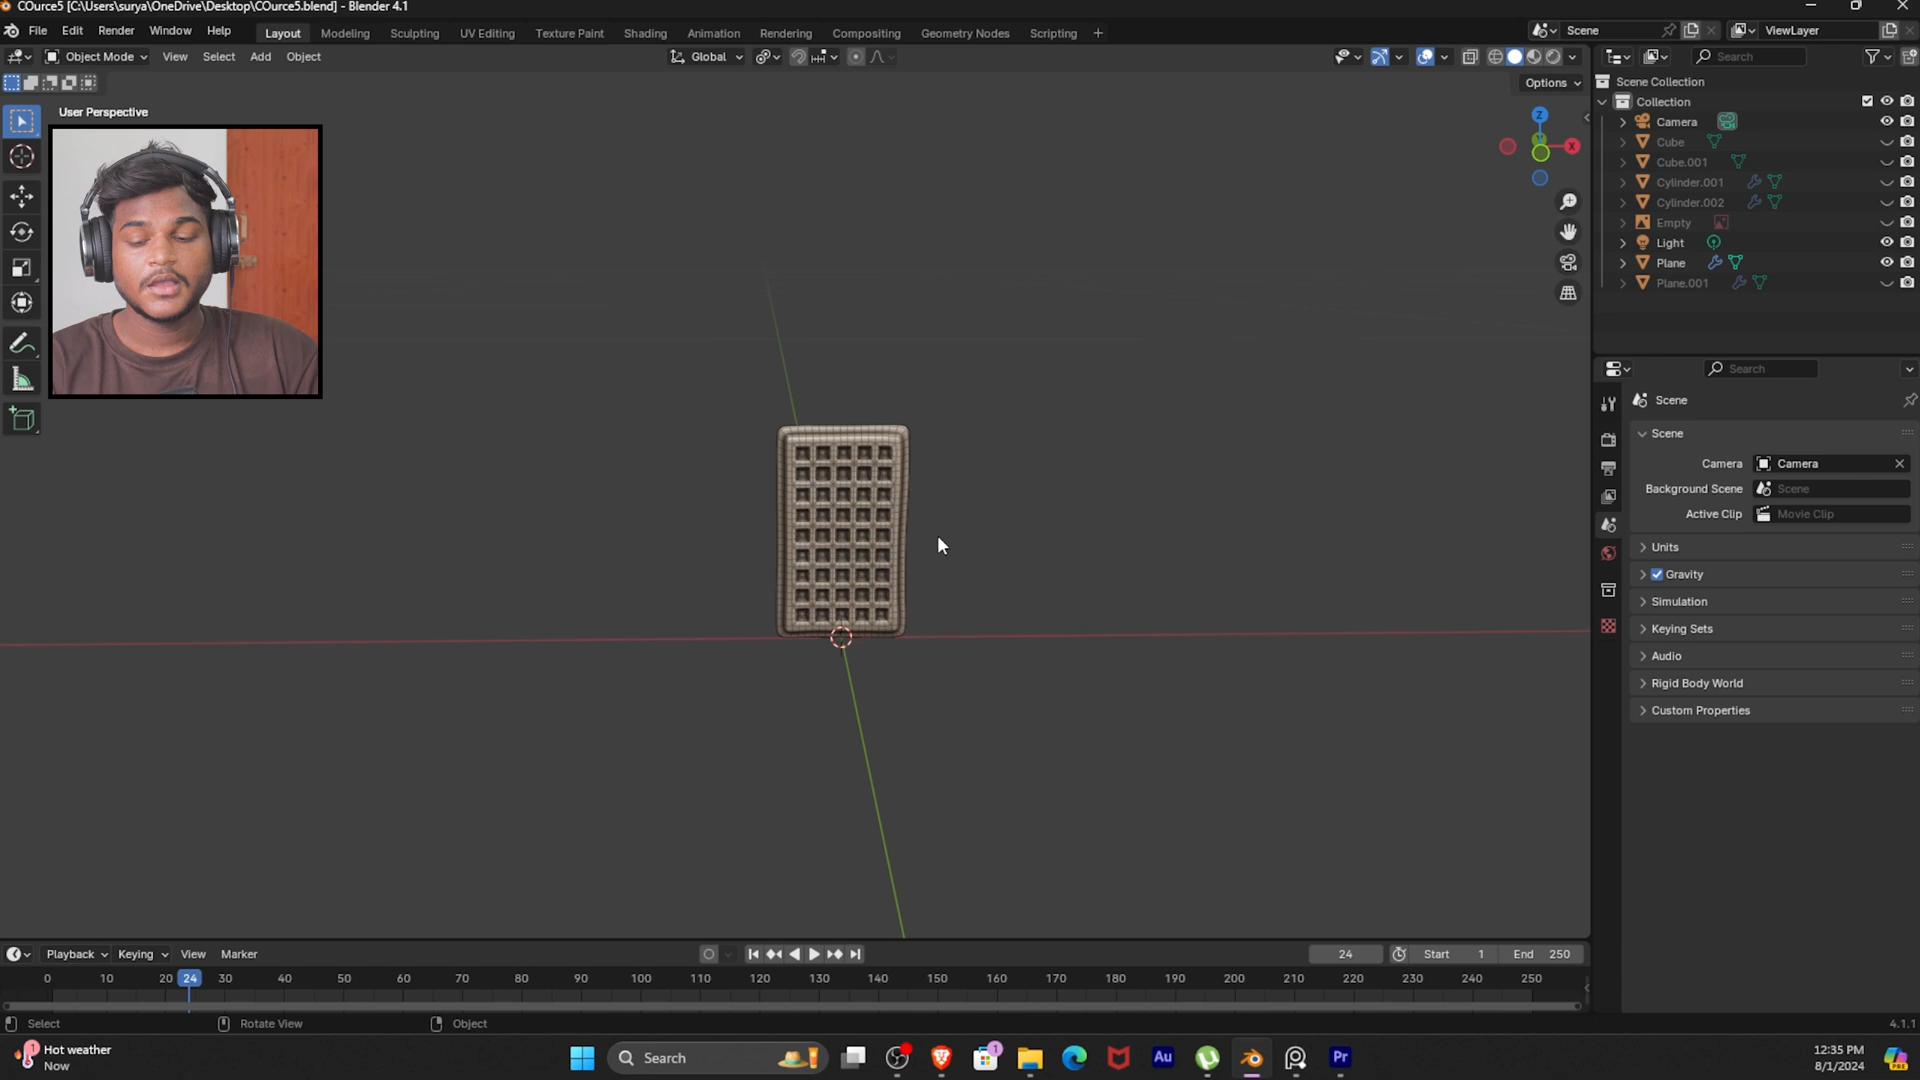 COurce5 [C:\Users\surya\OneDrive\Desktop\COurce5.blend] - Blender 4.1
File Edit Render Window Help Layout Modeling Sculpting UV Editing Texture Paint Shading Animation Rendering Compositing Geometry Nodes Scripting + Scene ViewLayer
Object Mode View Select Add Object Global Search
Options
User Perspective
Z
X
Scene Collection
Collection
Camera
Cube
Cube.001
Cylinder.001
Cylinder.002
Empty
Light
Plane
Plane.001
Search
Scene
Scene
Camera Camera
Background Scene Scene
Active Clip Movie Clip
Units
Gravity
Simulation
Keying Sets
Audio
Rigid Body World
Custom Properties
Playback Keying View Marker 24 Start 1 End 250
0 10 20 24 30 40 50 60 70 80 90 100 110 120 130 140 150 160 170 180 190 200 210 220 230 240 250
Select Rotate View Object 4.1.1
1 Hot weather
Now
Search
1
Au
Pr
12:35 PM
8/1/2024
PRE